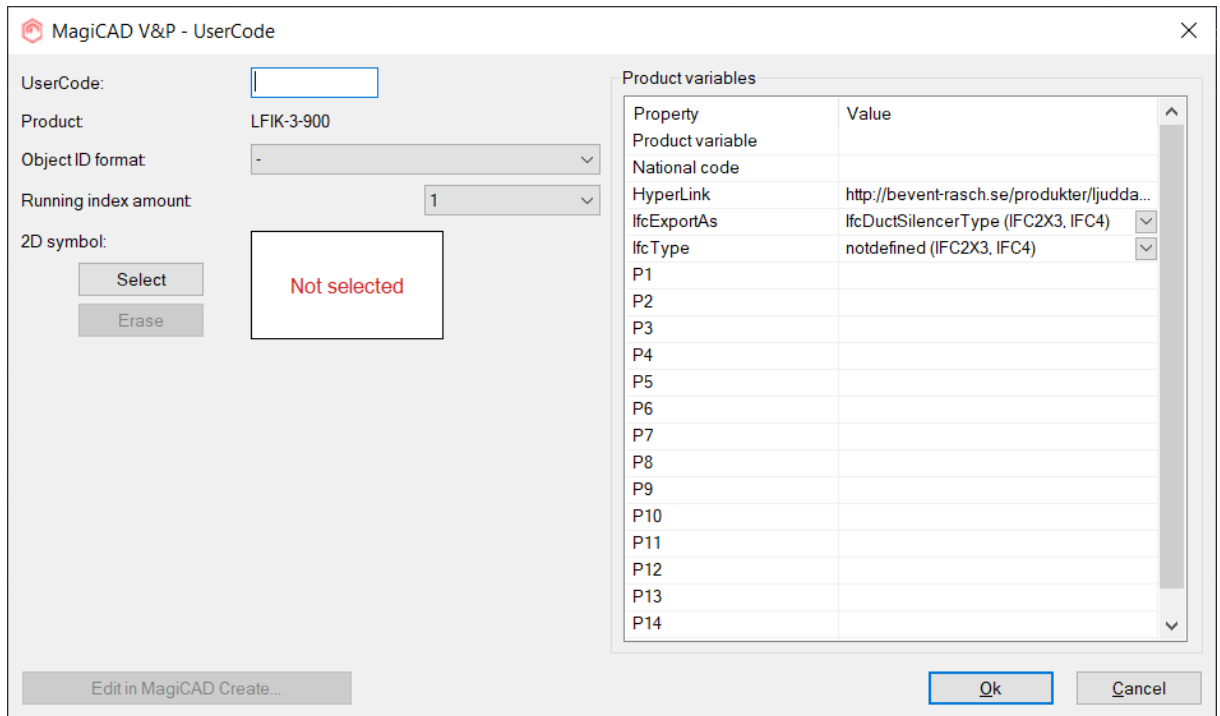 MagiCAD V&P - UserCode
UserCode:
Product:
LFIK-3-900
Object ID format:
-
Running index amount:
1
2D symbol:
Select
Erase
Not selected
Product variables
Property Value
Product variable
National code
HyperLink http://bevent-rasch.se/produkter/ljudda...
IfcExportAs IfcDuctSilencerType (IFC2X3, IFC4)
IfcType notdefined (IFC2X3, IFC4)
P1
P2
P3
P4
P5
P6
P7
P8
P9
P10
P11
P12
P13
P14
Edit in MagiCAD Create...
Ok
Cancel